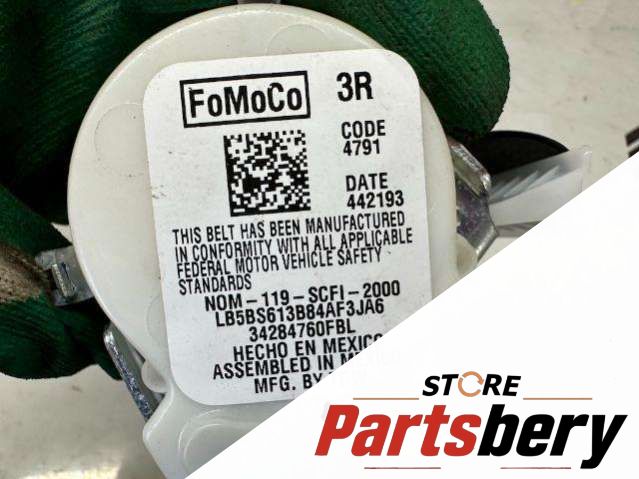 FoMoCo 3R
CODE
4791
DATE
442193
THIS BELT HAS BEEN MANUFACTURED
IN CONFORMITY WITH ALL APPLICABLE
FEDERAL MOTOR VEHICLE SAFETY
STANDARDS
NOM-119-SCFI-2000
LB5BS613B84AF3JA6
34284760FBL
HECHO EN MEXICO
ASSEMBLED IN
MFG. BY
STORE
Partsbery